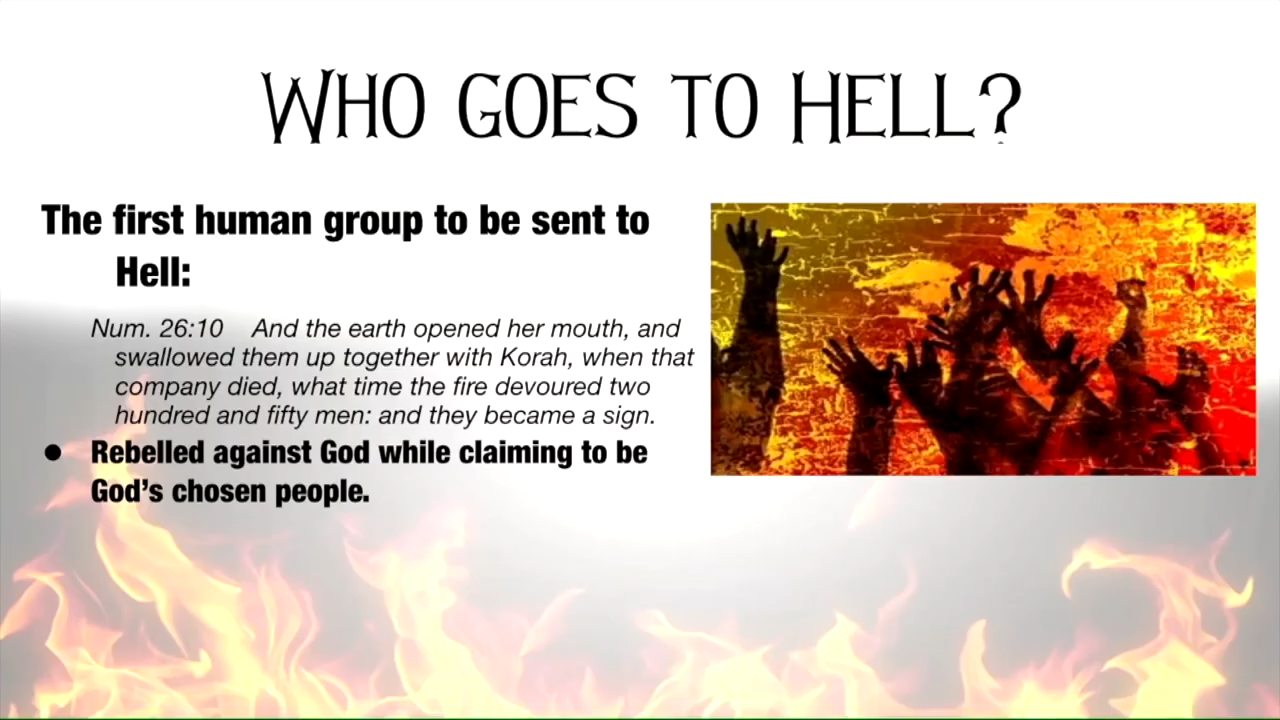 WHO GOES TO HELL?
The first human group to be sent to
Hell:
Num. 26:10 And the earth opened her mouth, and
swallowed them up together with Korah, when that
company died, what time the fire devoured two
hundred and fifty men: and they became a sign.
● Rebelled against God while claiming to be
God's chosen people.